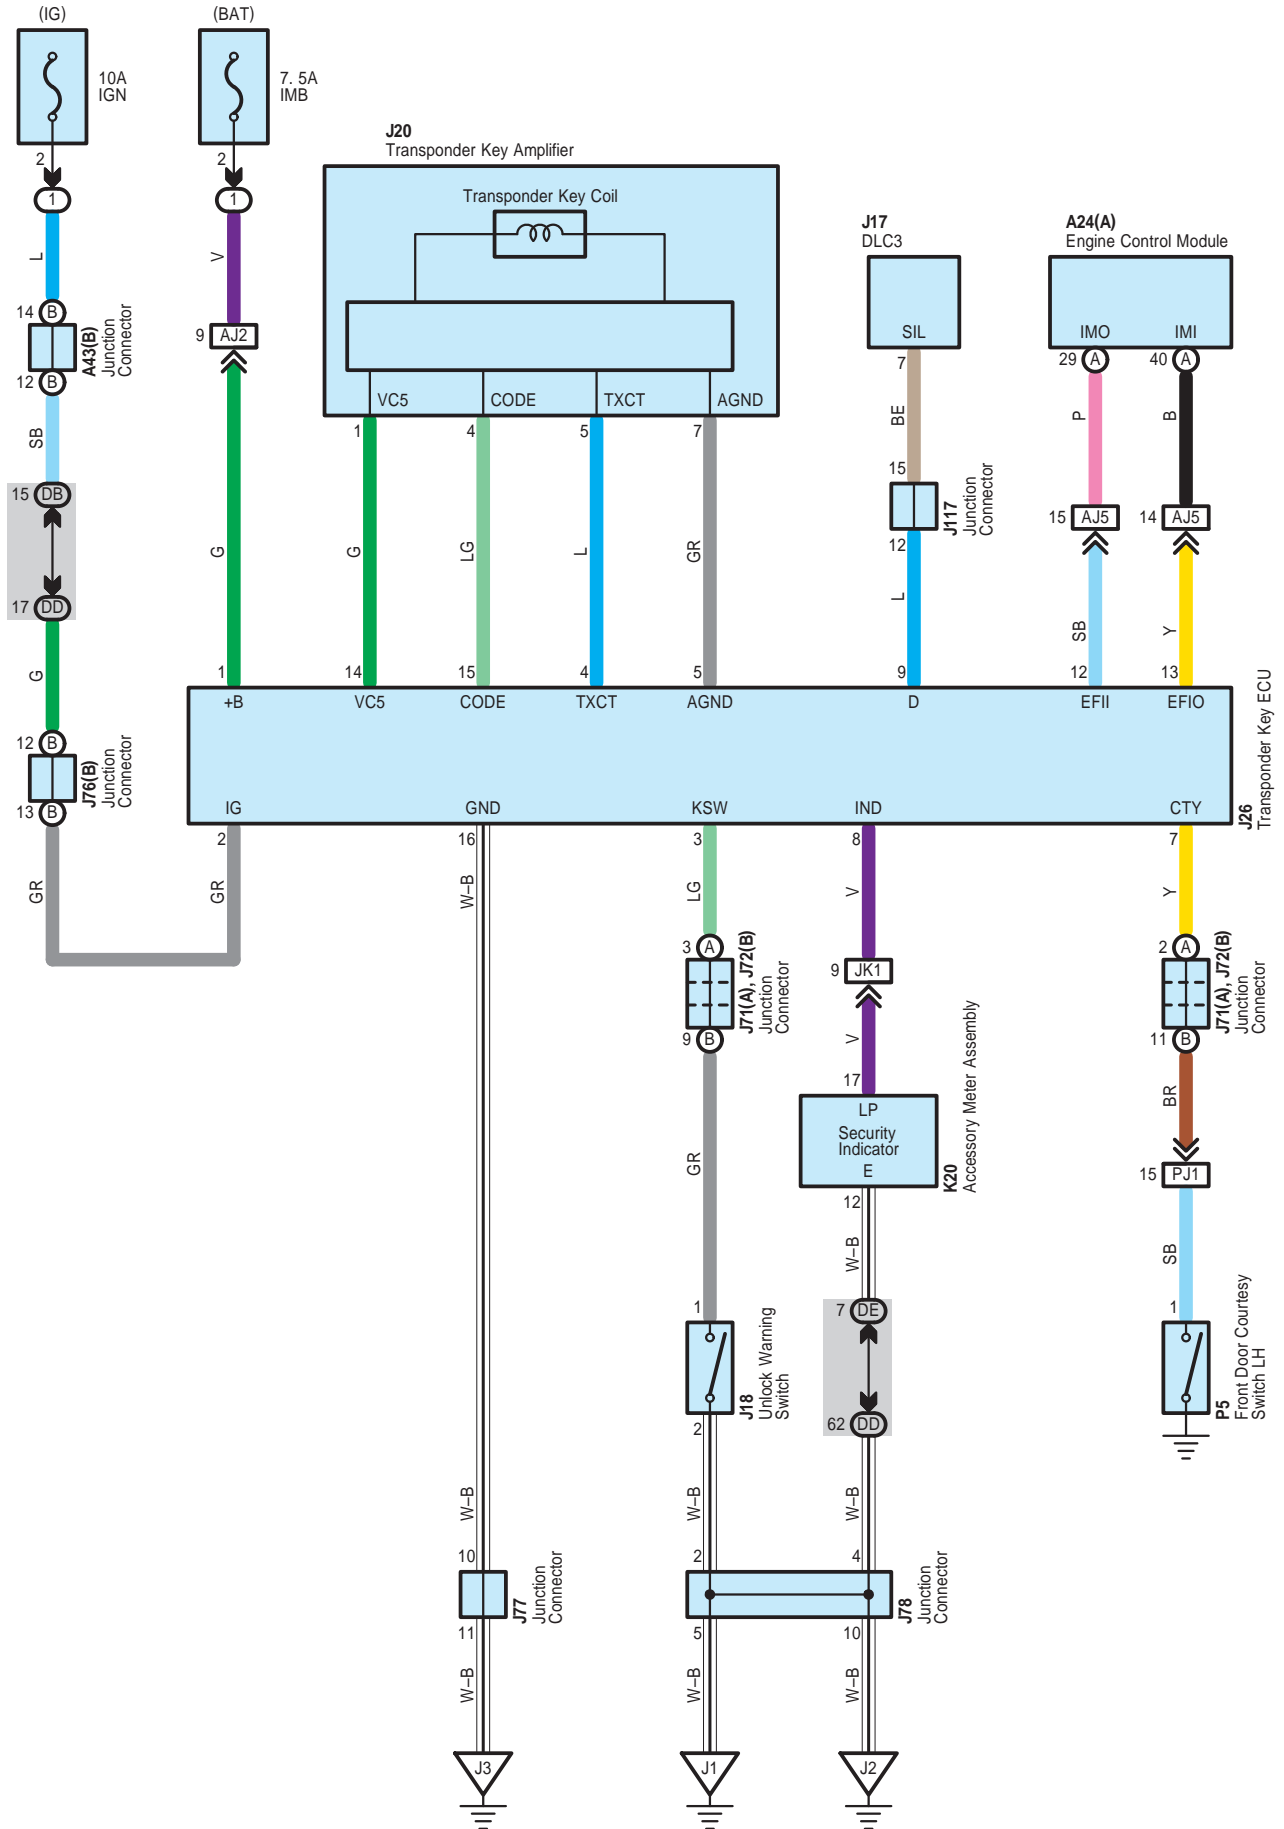 (IG)
(BAT)
10A
IGN
7. 5A
IMB
2
2
1
1
L
V
14 B
A43(B)
Junction
Connector
12 B
9 AJ2
SB
15 DB
17 DD
G
G
12 B
J76(B)
Junction
Connector
13 B
GR
GR
J20
Transponder Key Amplifier
Transponder Key Coil
VC5
CODE
TXCT
AGND
1
4
5
7
G
LG
L
GR
J17
DLC3
SIL
7
BE
15
J117
Junction
Connector
12
L
A24(A)
Engine Control Module
IMO
IMI
29 A
40 A
P
B
15 AJ5
14 AJ5
SB
Y
1
14
15
4
5
9
12
13
+B
VC5
CODE
TXCT
AGND
D
EFII
EFIO
IG
GND
KSW
IND
CTY
J26
Transponder Key ECU
2
16
3
8
7
W–B
LG
V
Y
3 A
J71(A), J72(B)
Junction
Connector
9 B
9 JK1
V
2 A
J71(A), J72(B)
Junction
Connector
11 B
17
LP
Security
Indicator
E
K20
Accessory Meter Assembly
12
BR
15 PJ1
GR
W–B
SB
1
J18
Unlock Warning
Switch
2
7 DE
62 DD
1
P5
Front Door Courtesy
Switch LH
W–B
W–B
W–B
10
J77
Junction
Connector
11
2
4
J78
Junction
Connector
5
10
W–B
W–B
W–B
J3
J1
J2